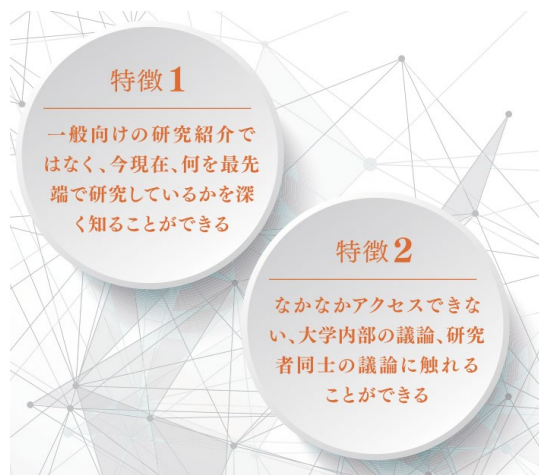 特徴1
一般向けの研究紹介で
はなく、今現在、何を最先
端で研究しているかを深
く知ることができる
特徴2
なかなかアクセスできな
い、大学内部の議論、研究
者同士の議論に触れる
ことができる